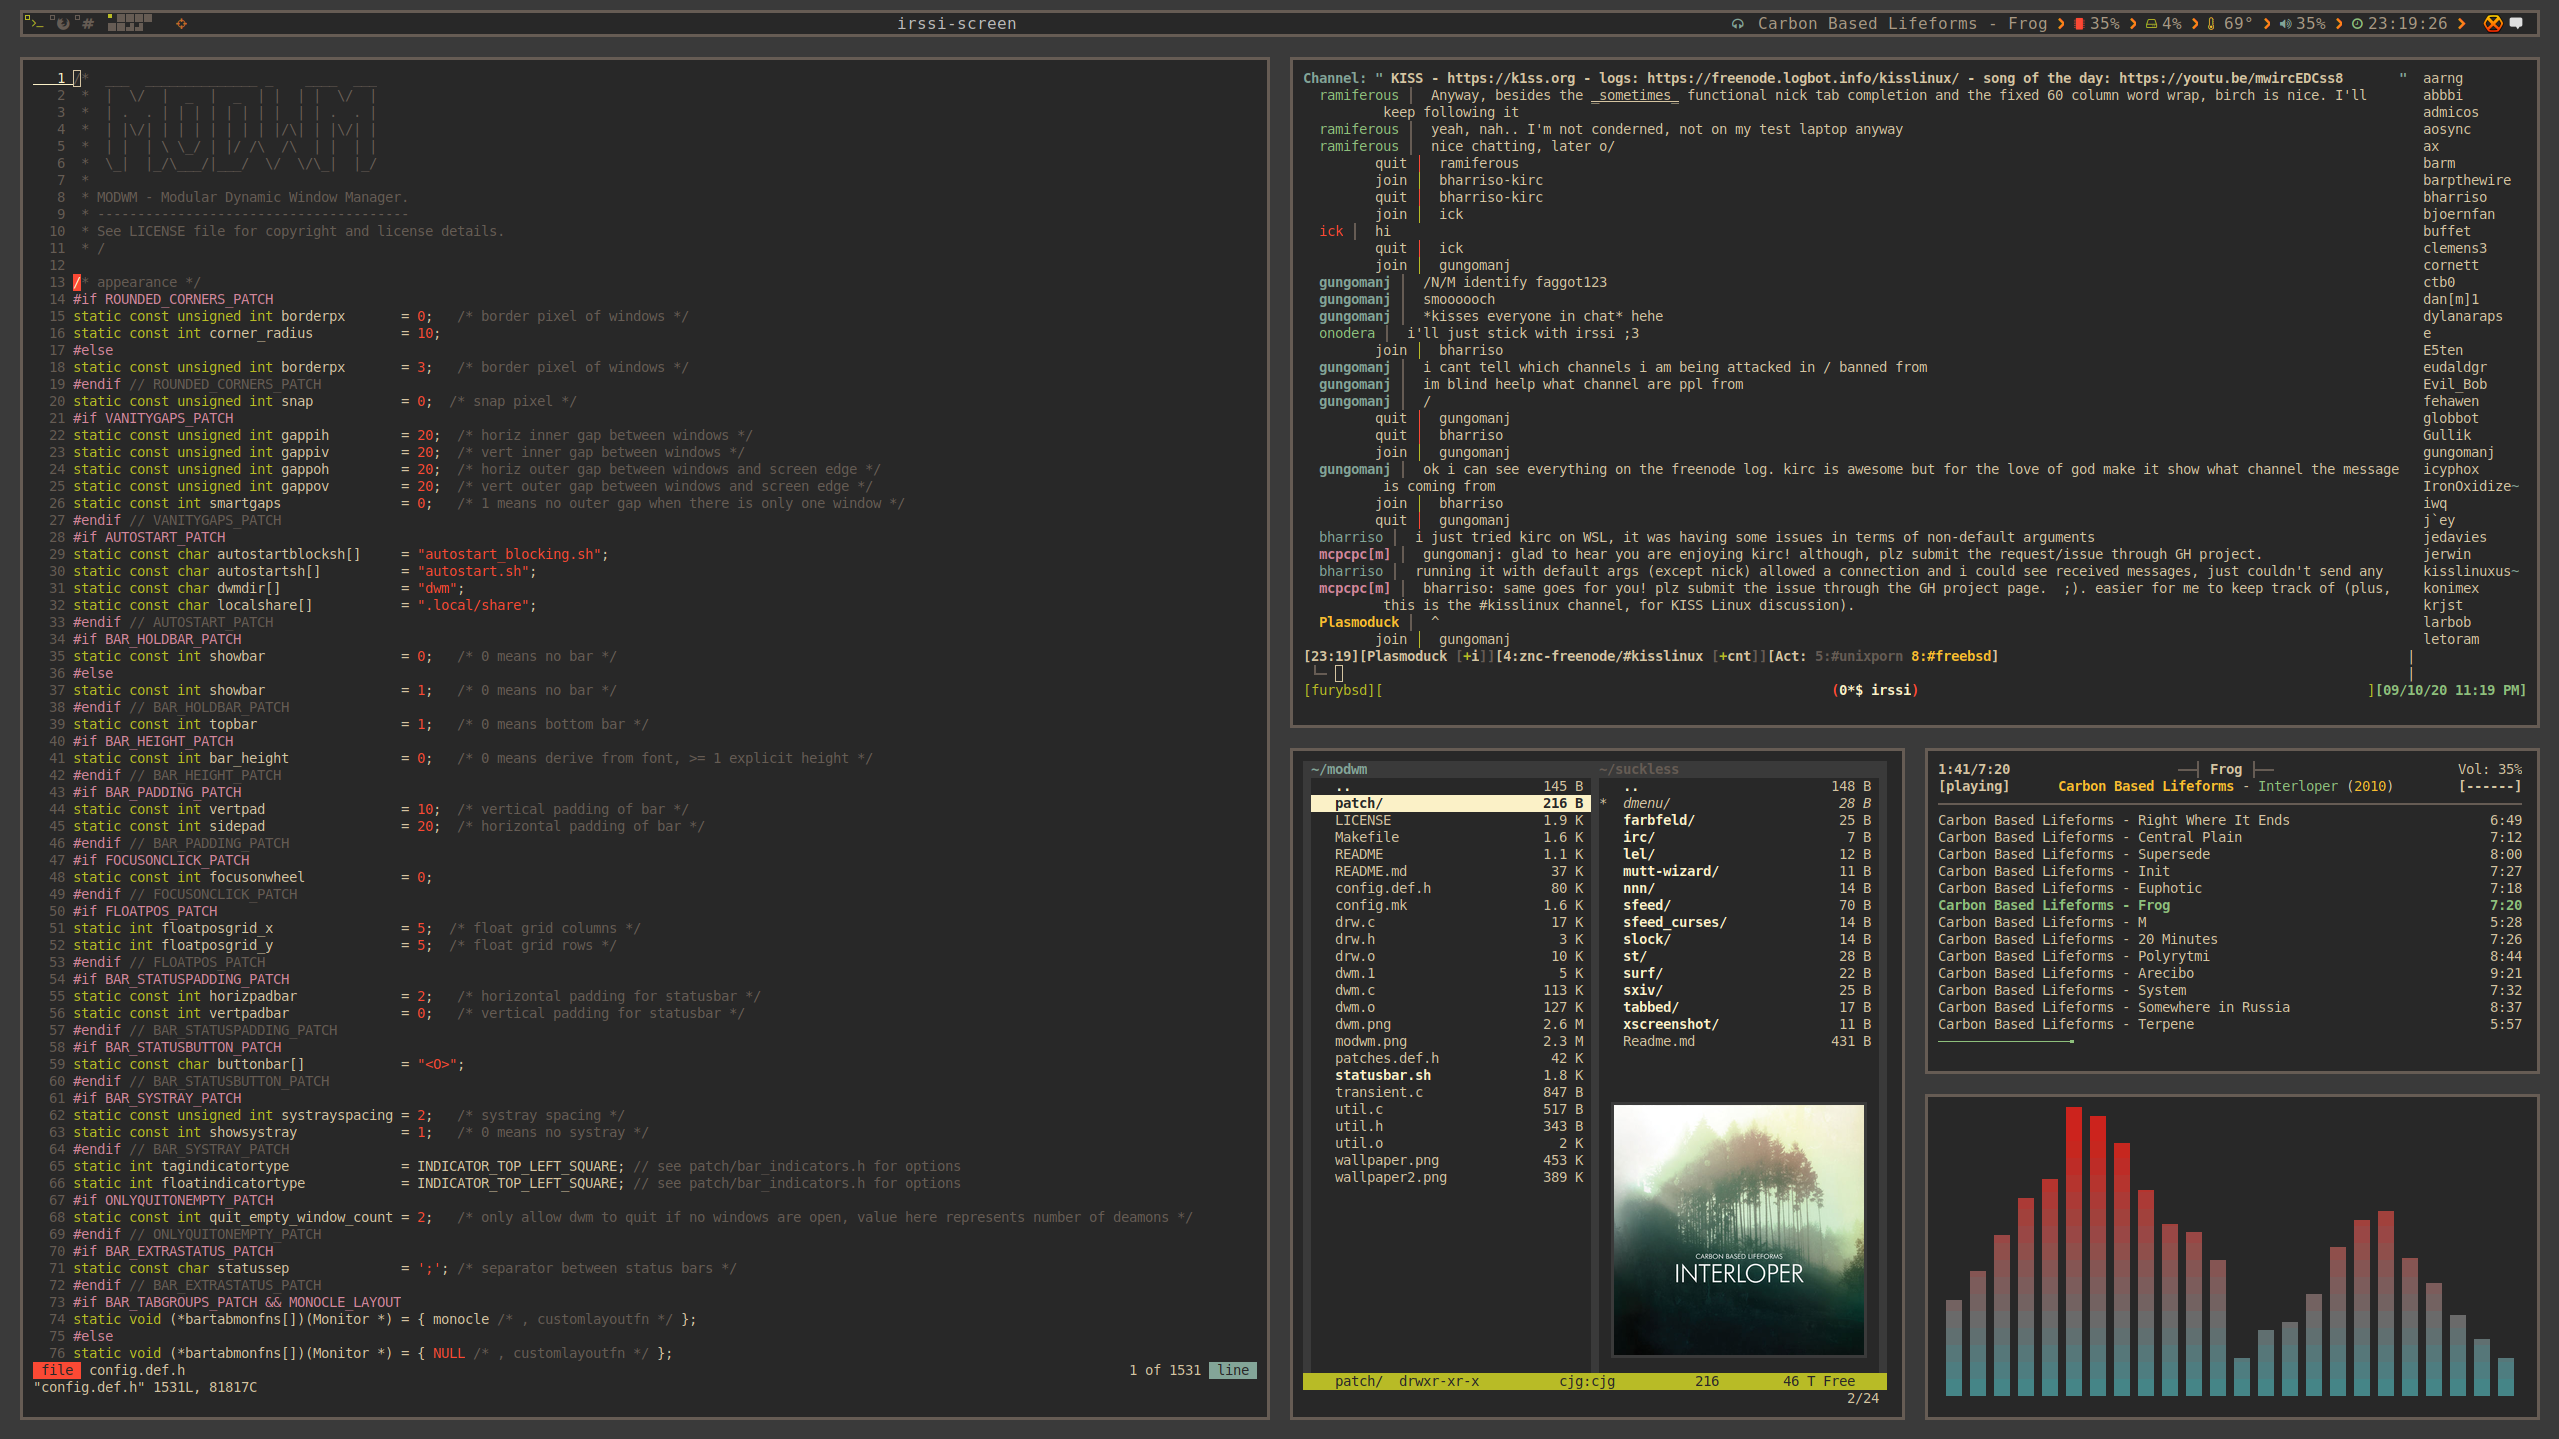 irssi-screen
Carbon Based Lifeforms - Frog 35% 4% 69° 35% 23:19:26
1 /*  ___  ______________ _    ____  ___
2  *  |  \/  |  _  |  _  | |  | |  \/  |
3  *  | .  . | | | | | | | |  | | .  . |
4  *  | |\/| | | | | | | | |/\| | |\/| |
5  *  | |  | \ \_/ | |/ /\  /\  | |  | |
6  *  \_|  |_/\___/|___/  \/  \/\_|  |_/
7  *
8  * MODWM - Modular Dynamic Window Manager.
9  * ---------------------------------------
10  * See LICENSE file for copyright and license details.
11  * /
12
13 /* appearance */
14 #if ROUNDED_CORNERS_PATCH
15 static const unsigned int borderpx       = 0;   /* border pixel of windows */
16 static const int corner_radius           = 10;
17 #else
18 static const unsigned int borderpx       = 3;   /* border pixel of windows */
19 #endif // ROUNDED_CORNERS_PATCH
20 static const unsigned int snap           = 0;  /* snap pixel */
21 #if VANITYGAPS_PATCH
22 static const unsigned int gappih         = 20;  /* horiz inner gap between windows */
23 static const unsigned int gappiv         = 20;  /* vert inner gap between windows */
24 static const unsigned int gappoh         = 20;  /* horiz outer gap between windows and screen edge */
25 static const unsigned int gappov         = 20;  /* vert outer gap between windows and screen edge */
26 static const int smartgaps               = 0;   /* 1 means no outer gap when there is only one window */
27 #endif // VANITYGAPS_PATCH
28 #if AUTOSTART_PATCH
29 static const char autostartblocksh[]     = "autostart_blocking.sh";
30 static const char autostartsh[]          = "autostart.sh";
31 static const char dwmdir[]               = "dwm";
32 static const char localshare[]           = ".local/share";
33 #endif // AUTOSTART_PATCH
34 #if BAR_HOLDBAR_PATCH
35 static const int showbar                 = 0;   /* 0 means no bar */
36 #else
37 static const int showbar                 = 1;   /* 0 means no bar */
38 #endif // BAR_HOLDBAR_PATCH
39 static const int topbar                  = 1;   /* 0 means bottom bar */
40 #if BAR_HEIGHT_PATCH
41 static const int bar_height              = 0;   /* 0 means derive from font, >= 1 explicit height */
42 #endif // BAR_HEIGHT_PATCH
43 #if BAR_PADDING_PATCH
44 static const int vertpad                 = 10;  /* vertical padding of bar */
45 static const int sidepad                 = 20;  /* horizontal padding of bar */
46 #endif // BAR_PADDING_PATCH
47 #if FOCUSONCLICK_PATCH
48 static const int focusonwheel            = 0;
49 #endif // FOCUSONCLICK_PATCH
50 #if FLOATPOS_PATCH
51 static int floatposgrid_x                = 5;  /* float grid columns */
52 static int floatposgrid_y                = 5;  /* float grid rows */
53 #endif // FLOATPOS_PATCH
54 #if BAR_STATUSPADDING_PATCH
55 static const int horizpadbar             = 2;   /* horizontal padding for statusbar */
56 static const int vertpadbar              = 0;   /* vertical padding for statusbar */
57 #endif // BAR_STATUSPADDING_PATCH
58 #if BAR_STATUSBUTTON_PATCH
59 static const char buttonbar[]            = "<O>";
60 #endif // BAR_STATUSBUTTON_PATCH
61 #if BAR_SYSTRAY_PATCH
62 static const unsigned int systrayspacing = 2;   /* systray spacing */
63 static const int showsystray             = 1;   /* 0 means no systray */
64 #endif // BAR_SYSTRAY_PATCH
65 static int tagindicatortype              = INDICATOR_TOP_LEFT_SQUARE; // see patch/bar_indicators.h for options
66 static int floatindicatortype            = INDICATOR_TOP_LEFT_SQUARE; // see patch/bar_indicators.h for options
67 #if ONLYQUITONEMPTY_PATCH
68 static const int quit_empty_window_count = 2;   /* only allow dwm to quit if no windows are open, value here represents number of deamons */
69 #endif // ONLYQUITONEMPTY_PATCH
70 #if BAR_EXTRASTATUS_PATCH
71 static const char statussep              = ';'; /* separator between status bars */
72 #endif // BAR_EXTRASTATUS_PATCH
73 #if BAR_TABGROUPS_PATCH && MONOCLE_LAYOUT
74 static void (*bartabmonfns[])(Monitor *) = { monocle /* , customlayoutfn */ };
75 #else
76 static void (*bartabmonfns[])(Monitor *) = { NULL /* , customlayoutfn */ };
file config.def.h 1 of 1531 line
"config.def.h" 1531L, 81817C
Channel: " KISS - https://k1ss.org - logs: https://freenode.logbot.info/kisslinux/ - song of the day: https://youtu.be/mwircEDCss8 "
ramiferous │ Anyway, besides the _sometimes_ functional nick tab completion and the fixed 60 column word wrap, birch is nice. I'll
keep following it
ramiferous │ yeah, nah.. I'm not conderned, not on my test laptop anyway
ramiferous │ nice chatting, later o/
quit │ ramiferous
join │ bharriso-kirc
quit │ bharriso-kirc
join │ ick
ick │ hi
quit │ ick
join │ gungomanj
gungomanj │ /N/M identify faggot123
gungomanj │ smoooooch
gungomanj │ *kisses everyone in chat* hehe
onodera │ i'll just stick with irssi ;3
join │ bharriso
gungomanj │ i cant tell which channels i am being attacked in / banned from
gungomanj │ im blind heelp what channel are ppl from
gungomanj │ /
quit │ gungomanj
quit │ bharriso
join │ gungomanj
gungomanj │ ok i can see everything on the freenode log. kirc is awesome but for the love of god make it show what channel the message
is coming from
join │ bharriso
quit │ gungomanj
bharriso │ i just tried kirc on WSL, it was having some issues in terms of non-default arguments
mcpcpc[m] │ gungomanj: glad to hear you are enjoying kirc! although, plz submit the request/issue through GH project.
bharriso │ running it with default args (except nick) allowed a connection and i could see received messages, just couldn't send any
mcpcpc[m] │ bharriso: same goes for you! plz submit the issue through the GH project page.  ;). easier for me to keep track of (plus,
this is the #kisslinux channel, for KISS Linux discussion).
Plasmoduck │ ^
join │ gungomanj
[23:19][Plasmoduck [+i]][4:znc-freenode/#kisslinux [+cnt]][Act: 5:#unixporn 8:#freebsd]
[furybsd][ (0*$ irssi) ][09/10/20 11:19 PM]
aarng
abbbi
admicos
aosync
ax
barm
barpthewire
bharriso
bjoernfan
buffet
clemens3
cornett
ctb0
dan[m]1
dylanaraps
e
E5ten
eudaldgr
Evil_Bob
fehawen
globbot
Gullik
gungomanj
icyphox
IronOxidize~
iwq
j`ey
jedavies
jerwin
kisslinuxus~
konimex
krjst
larbob
letoram
~/modwm
.. 145 B
patch/ 216 B
LICENSE 1.9 K
Makefile 1.6 K
README 1.1 K
README.md 37 K
config.def.h 80 K
config.mk 1.6 K
drw.c 17 K
drw.h 3 K
drw.o 10 K
dwm.1 5 K
dwm.c 113 K
dwm.o 127 K
dwm.png 2.6 M
modwm.png 2.3 M
patches.def.h 42 K
statusbar.sh 1.8 K
transient.c 847 B
util.c 517 B
util.h 343 B
util.o 2 K
wallpaper.png 453 K
wallpaper2.png 389 K
~/suckless
.. 148 B
* dmenu/ 28 B
farbfeld/ 25 B
irc/ 7 B
lel/ 12 B
mutt-wizard/ 11 B
nnn/ 14 B
sfeed/ 70 B
sfeed_curses/ 14 B
slock/ 14 B
st/ 28 B
surf/ 22 B
sxiv/ 25 B
tabbed/ 17 B
xscreenshot/ 11 B
Readme.md 431 B
CARBON BASED LIFEFORMS
INTERLOPER
patch/ drwxr-xr-x cjg:cjg 216 46 T Free
2/24
1:41/7:20 Frog Vol: 35%
[playing] Carbon Based Lifeforms - Interloper (2010) [------]
Carbon Based Lifeforms - Right Where It Ends 6:49
Carbon Based Lifeforms - Central Plain 7:12
Carbon Based Lifeforms - Supersede 8:00
Carbon Based Lifeforms - Init 7:27
Carbon Based Lifeforms - Euphotic 7:18
Carbon Based Lifeforms - Frog 7:20
Carbon Based Lifeforms - M 5:28
Carbon Based Lifeforms - 20 Minutes 7:26
Carbon Based Lifeforms - Polyrytmi 8:44
Carbon Based Lifeforms - Arecibo 9:21
Carbon Based Lifeforms - System 7:32
Carbon Based Lifeforms - Somewhere in Russia 8:37
Carbon Based Lifeforms - Terpene 5:57